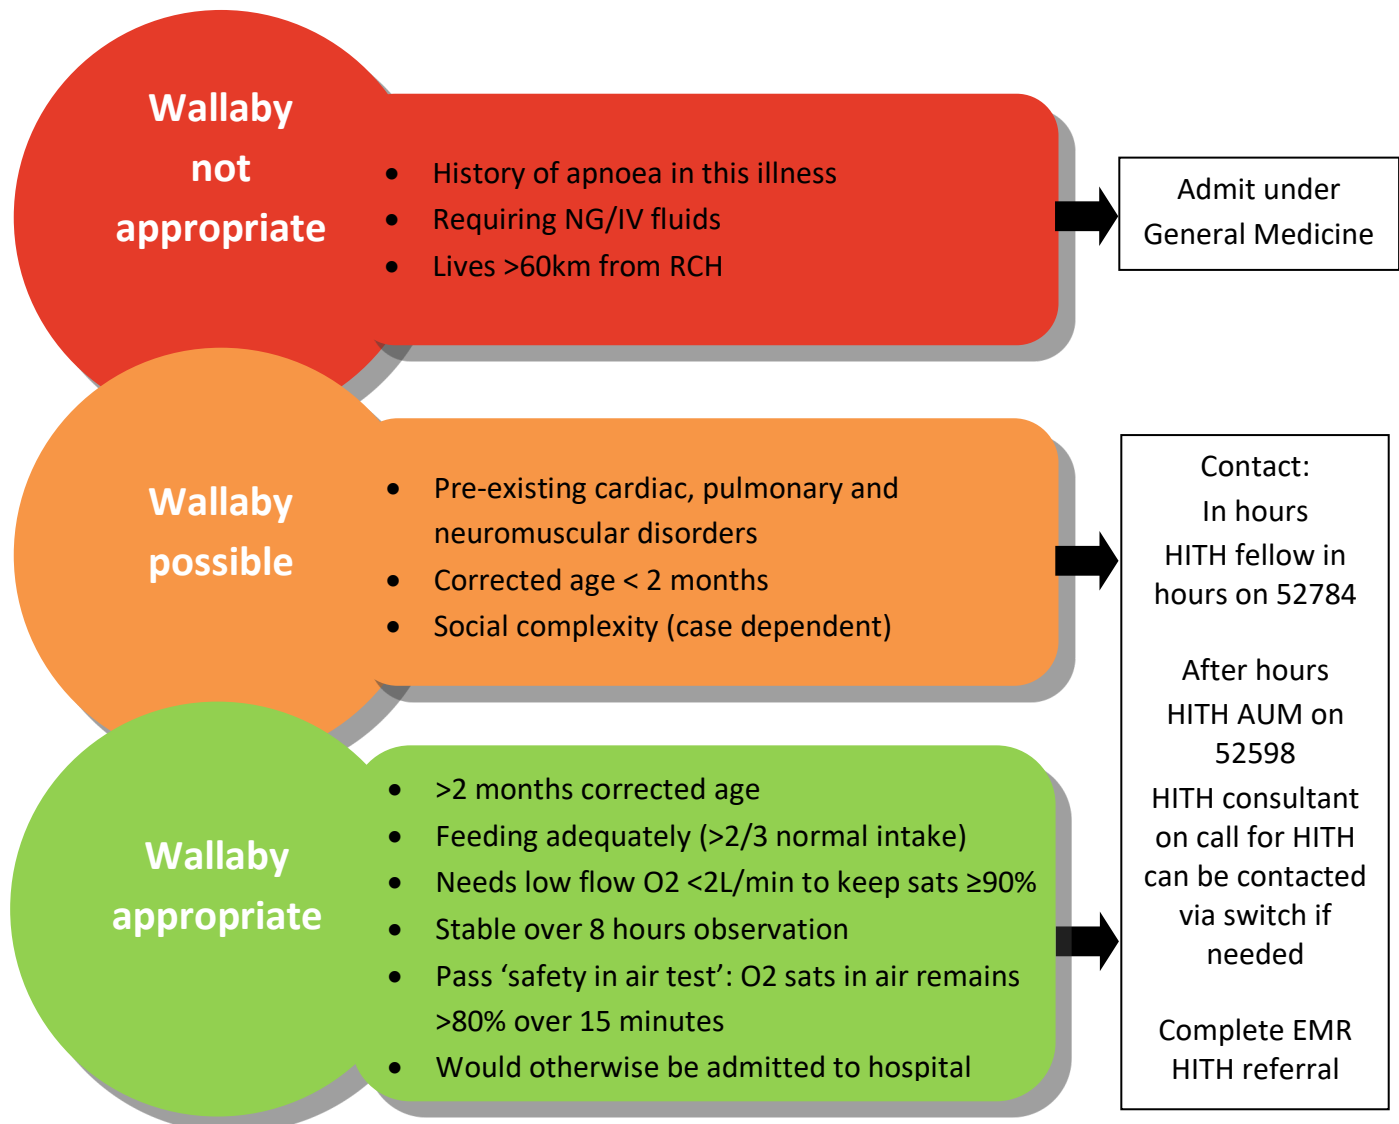 Wallaby
not
appropriate
• History of apnoea in this illness
• Requiring NG/IV fluids
• Lives >60km from RCH
Admit under
General Medicine
Wallaby
possible
• Pre-existing cardiac, pulmonary and
neuromuscular disorders
• Corrected age < 2 months
• Social complexity (case dependent)
Contact:
In hours
HITH fellow in
hours on 52784
After hours
HITH AUM on
52598
HITH consultant
on call for HITH
can be contacted
via switch if
needed
Complete EMR
HITH referral
Wallaby
appropriate
• >2 months corrected age
• Feeding adequately (>2/3 normal intake)
• Needs low flow O2 <2L/min to keep sats ≥90%
• Stable over 8 hours observation
• Pass ‘safety in air test’: O2 sats in air remains
>80% over 15 minutes
• Would otherwise be admitted to hospital